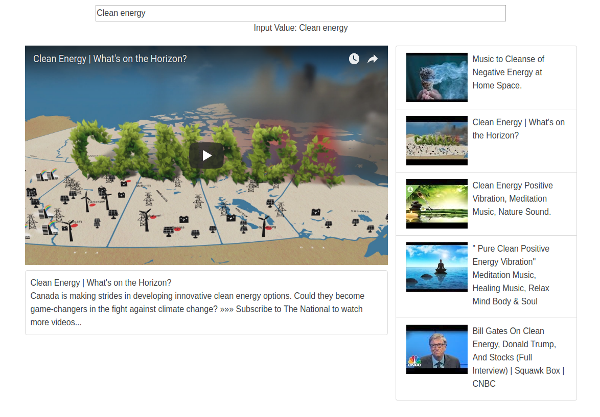 Clean energy
Input Value: Clean energy
Clean Energy | What's on the Horizon?
CANADA
Clean Energy | What's on the Horizon?
Canada is making strides in developing innovative clean energy options. Could they become
game-changers in the fight against climate change? »»» Subscribe to The National to watch
more videos...
Music to Cleanse of
Negative Energy at
Home Space.
Clean Energy | What's on
the Horizon?
Clean Energy Positive
Vibration, Meditation
Music, Nature Sound.
" Pure Clean Positive
Energy Vibration"
Meditation Music,
Healing Music, Relax
Mind Body & Soul
Bill Gates On Clean
Energy, Donald Trump,
And Stocks (Full
Interview) | Squawk Box |
CNBC